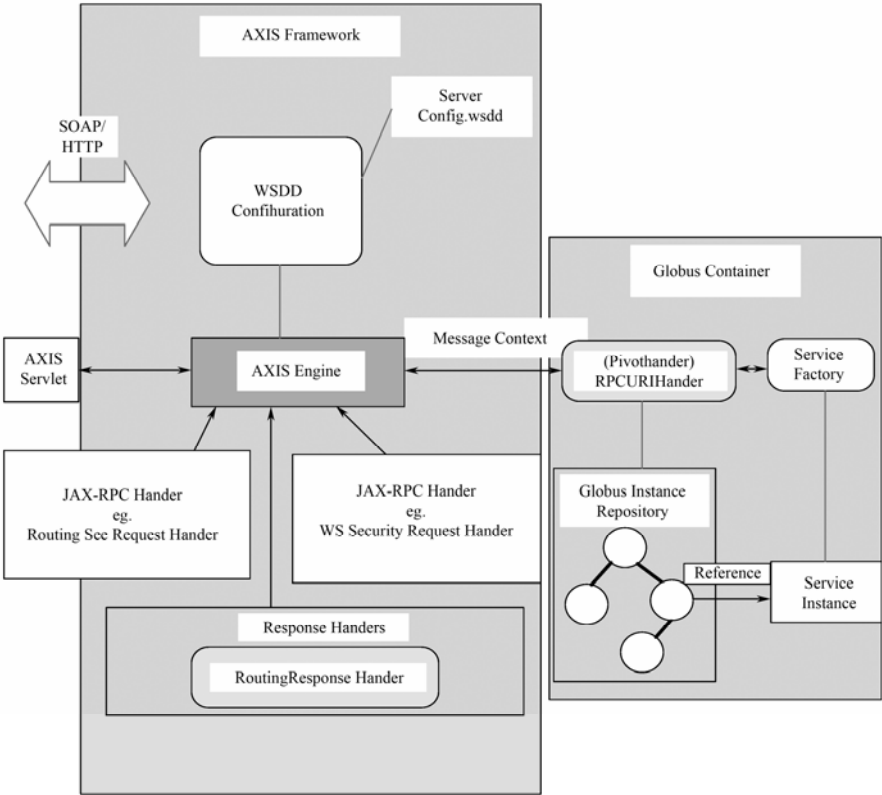 AXIS Framework
Server
Config.wsdd
SOAP/
HTTP
WSDD
Confihuration
Globus Container
Message Context
AXIS
Servlet
AXIS Engine
(Pivothander)
RPCURIHander
Service
Factory
JAX-RPC Hander
eg.
Routing Sce Request Hander
JAX-RPC Hander
eg.
WS Security Request Hander
Globus Instance
Repository
Reference
Service
Instance
Response Handers
RoutingResponse Hander